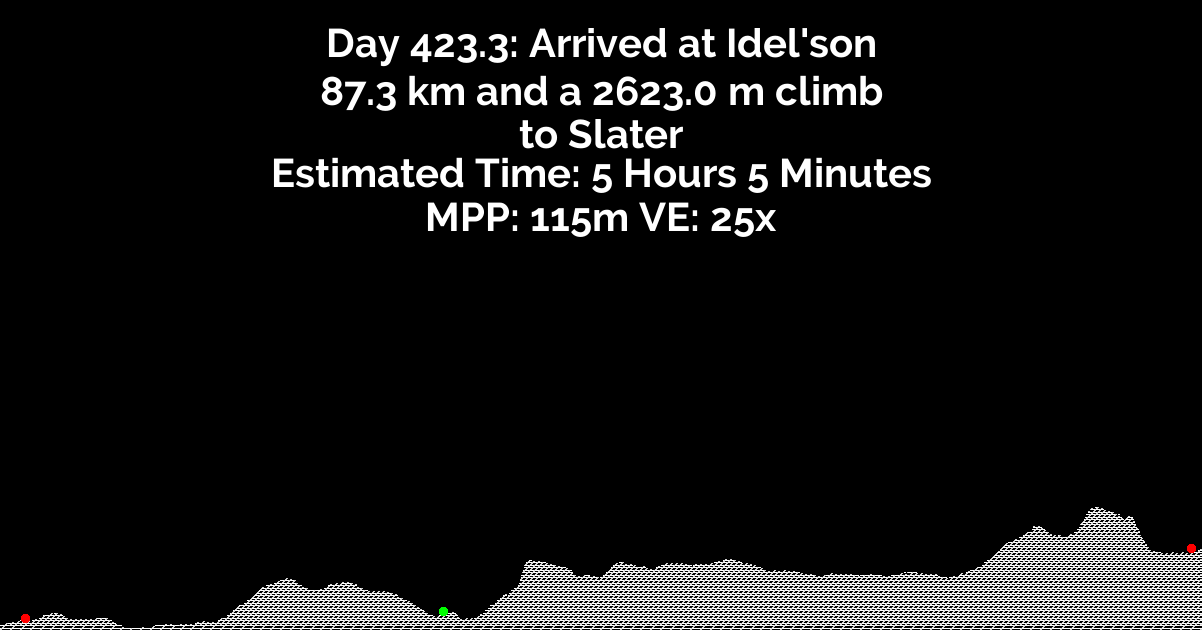 Day 423.3: Arrived at Idel'son
87.3 km and a 2623.0 m climb
to Slater
Estimated Time: 5 Hours 5 Minutes
MPP: 115m VE: 25x